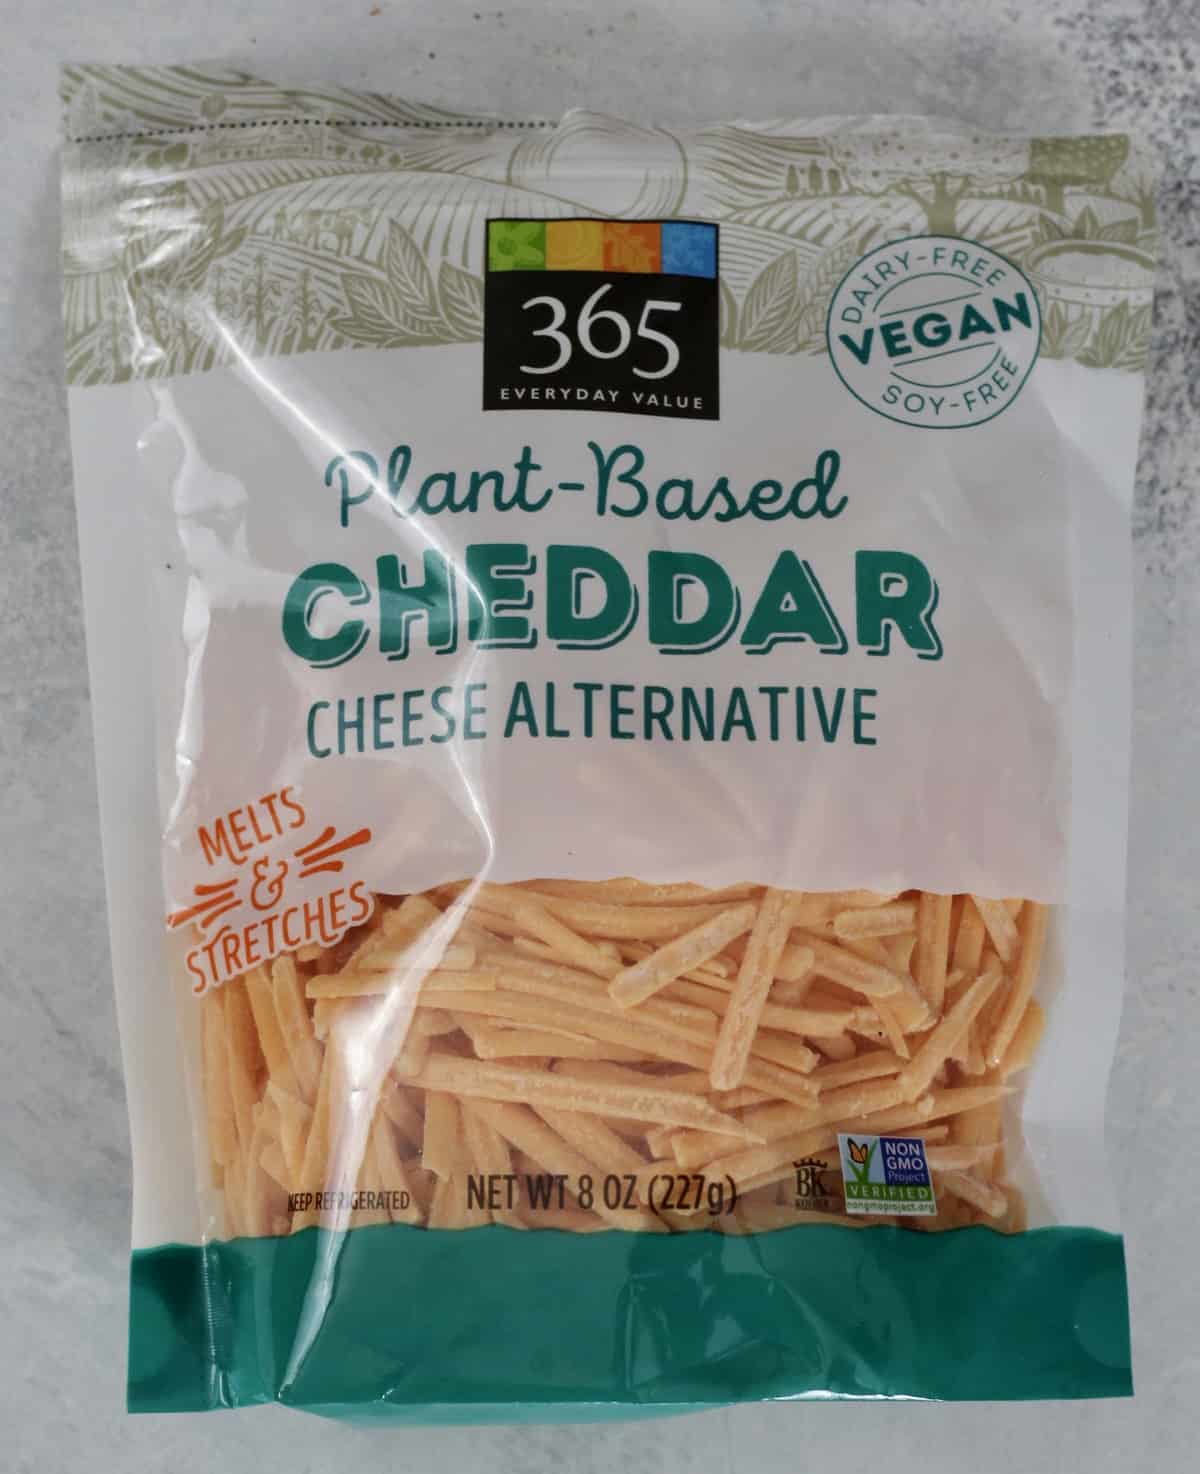 365
EVERYDAY VALUE
DAIRY-FREE
VEGAN
SOY-FREE
Plant-Based
CHEDDAR
CHEESE ALTERNATIVE
MELTS
&
STRETCHES
KEEP REFRIGERATED
NET WT 8 OZ (227g)
BK
NON
GMO
Project
VERIFIED
nongmoproject.org